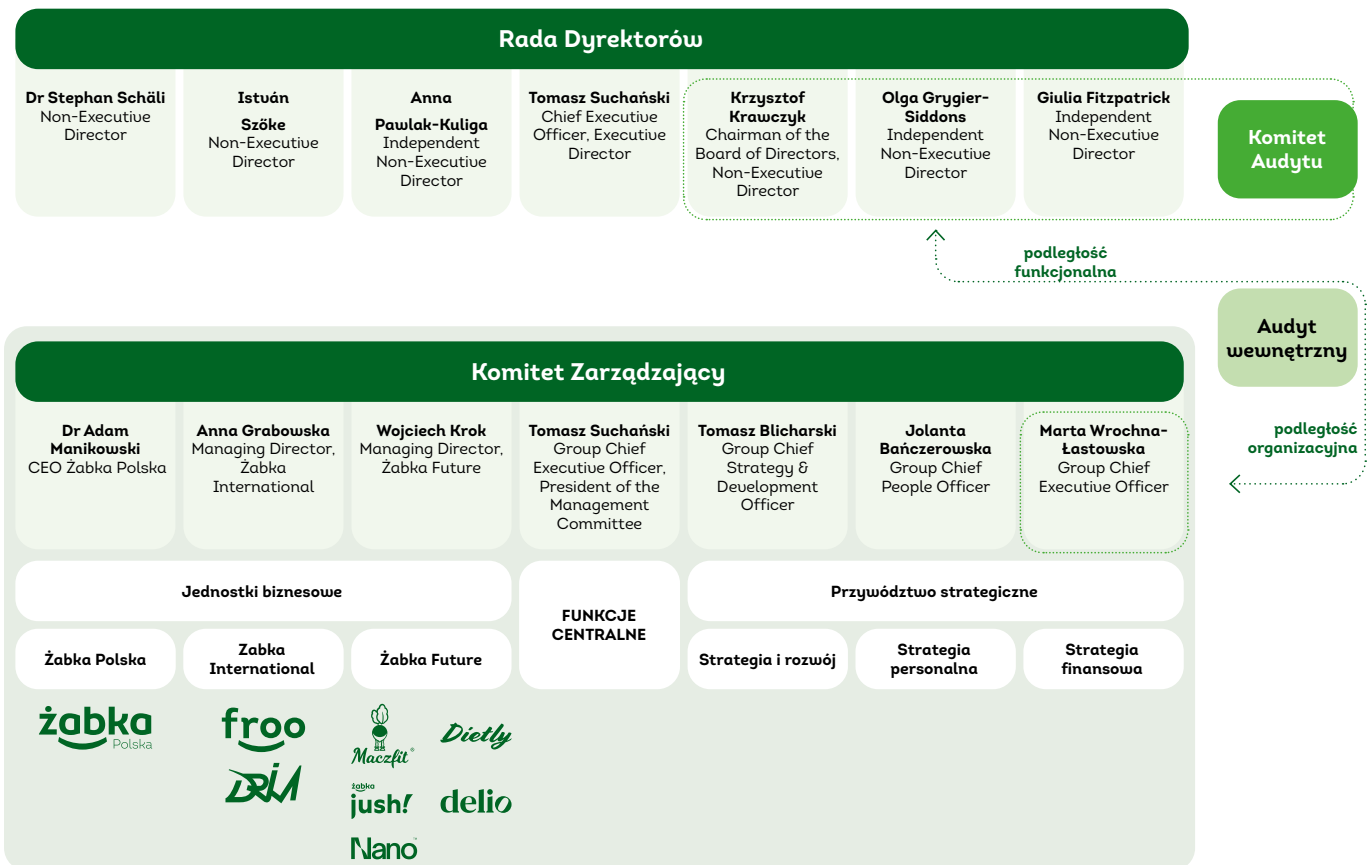 Rada Dyrektorów
Dr Stephan Schäli
Non-Executive
Director
István
Szőke
Non-Executive
Director
Anna
Pawlak-Kuliga
Independent
Non-Executive
Director
Tomasz Suchański
Chief Executive
Officer, Executive
Director
Krzysztof
Krawczyk
Chairman of the
Board of Directors,
Non-Executive
Director
Olga Grygier-
Siddons
Independent
Non-Executive
Director
Giulia Fitzpatrick
Independent
Non-Executive
Director
Komitet
Audytu
podległość
funkcjonalna
Audyt
wewnętrzny
podległość
organizacyjna
Komitet Zarządzający
Dr Adam
Manikowski
CEO Żabka Polska
Anna Grabowska
Managing Director,
Żabka
International
Wojciech Krok
Managing Director,
Żabka Future
Tomasz Suchański
Group Chief
Executive Officer,
President of the
Management
Committee
Tomasz Blicharski
Group Chief
Strategy &
Development
Officer
Jolanta
Bańczerowska
Group Chief
People Officer
Marta Wrochna-
Łastowska
Group Chief
Executive Officer
Jednostki biznesowe
FUNKCJE
CENTRALNE
Przywództwo strategiczne
Żabka Polska
Zabka
International
Żabka Future
Strategia i rozwój
Strategia
personalna
Strategia
finansowa
żabka
Polska
froo
DRIM
Maczfit®
Dietly
żabka
jush!
delio
Nano